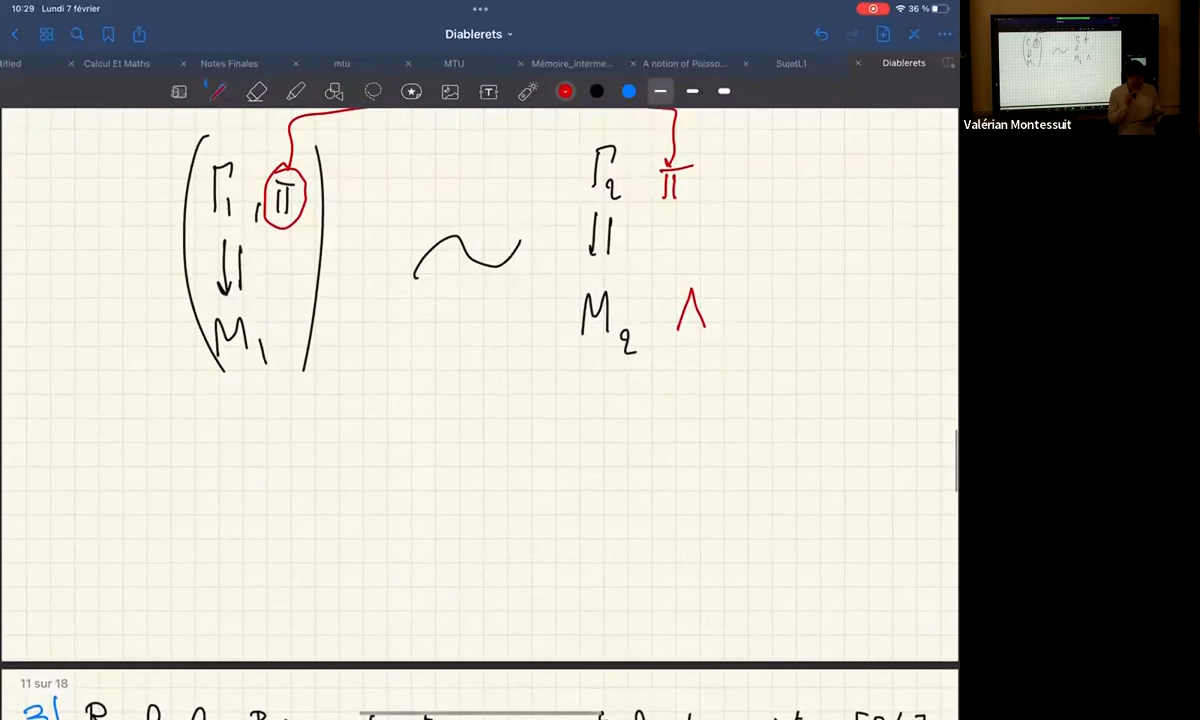 10:29 Lundi 7 février
36 %
Diablerets
titled
Calcul Et Maths
Notes Finales
mtu
MTU
Mémoire_interme...
A notion of Poisso...
SujetL1
Diablerets
Valérian Montessuit
Γ₁, Π
Γ₂ Π
⇊
⇊
~
M₁
M₂ Λ
11 sur 18
3/